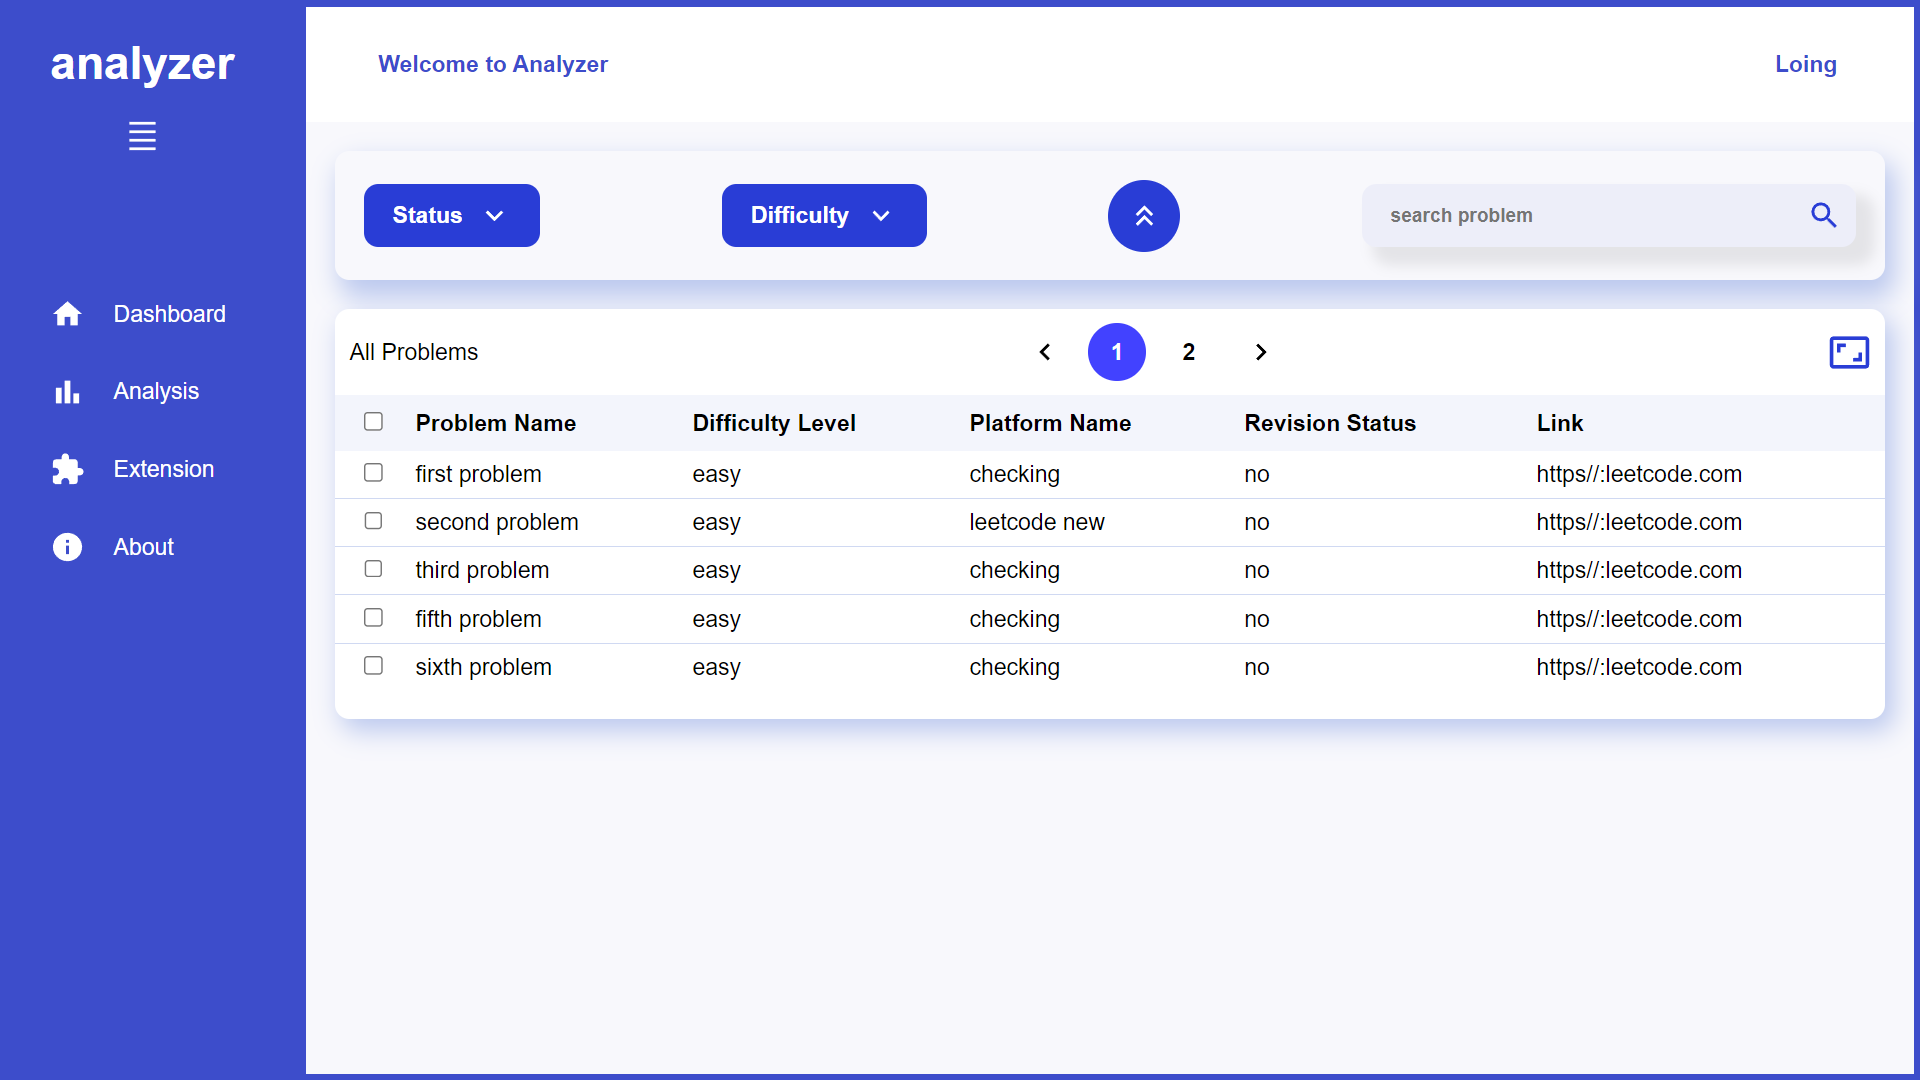 analyzer
Welcome to Analyzer
Loing
Status
Difficulty
search problem
Dashboard
Analysis
Extension
About
All Problems
1
2
Problem Name Difficulty Level Platform Name Revision Status Link
first problem easy checking no https//:leetcode.com
second problem easy leetcode new no https//:leetcode.com
third problem easy checking no https//:leetcode.com
fifth problem easy checking no https//:leetcode.com
sixth problem easy checking no https//:leetcode.com